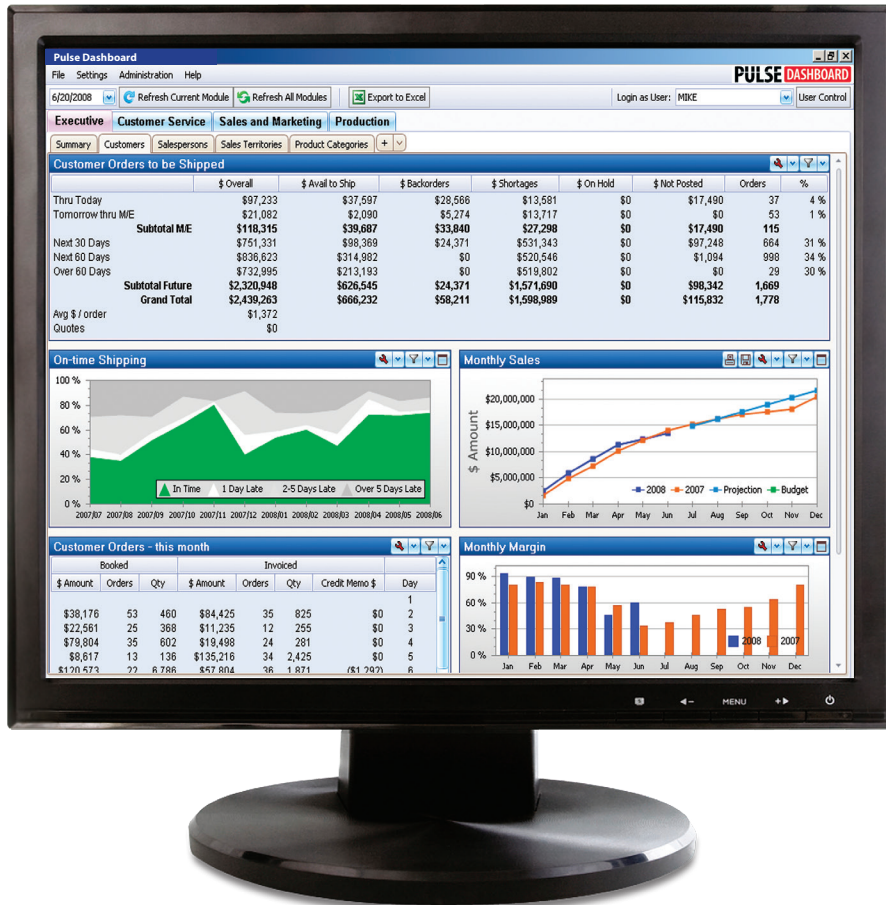 Pulse Dashboard
File Settings Administration Help
PULSE DASHBOARD
6/20/2008 Refresh Current Module Refresh All Modules Export to Excel Login as User: MIKE User Control
Executive Customer Service Sales and Marketing Production
Summary Customers Salespersons Sales Territories Product Categories +
Customer Orders to be Shipped
$ Overall $ Avail to Ship $ Backorders $ Shortages $ On Hold $ Not Posted Orders %
Thru Today $97,233 $37,597 $28,566 $13,581 $0 $17,490 37 4 %
Tomorrow thru M/E $21,082 $2,090 $5,274 $13,717 $0 $0 53 1 %
Subtotal M/E $118,315 $39,687 $33,840 $27,298 $0 $17,490 115
Next 30 Days $751,331 $98,369 $24,371 $531,343 $0 $97,248 664 31 %
Next 60 Days $836,623 $314,982 $0 $520,546 $0 $1,094 998 34 %
Over 60 Days $732,995 $213,193 $0 $519,802 $0 $0 29 30 %
Subtotal Future $2,320,948 $626,545 $24,371 $1,571,690 $0 $98,342 1,669
Grand Total $2,439,263 $666,232 $58,211 $1,598,989 $0 $115,832 1,778
Avg $ / order $1,372
Quotes $0
On-time Shipping
100 %
80 %
60 %
40 %
20 %
0 %
In Time 1 Day Late 2-5 Days Late Over 5 Days Late
2007/07 2007/08 2007/09 2007/10 2007/11 2007/12 2008/01 2008/02 2008/03 2008/04 2008/05 2008/06
Monthly Sales
$ Amount
$20,000,000
$15,000,000
$10,000,000
$5,000,000
$0
2008 2007 Projection Budget
Jan Feb Mar Apr May Jun Jul Aug Sep Oct Nov Dec
Customer Orders - this month
Booked Invoiced
$ Amount Orders Qty $ Amount Orders Qty Credit Memo $ Day
1
$38,176 53 460 $84,425 35 825 $0 2
$22,561 25 368 $11,235 12 255 $0 3
$79,804 35 602 $19,498 24 281 $0 4
$8,617 13 136 $135,216 34 2,425 $0 5
$120,573 22 6,786 $57,804 36 1,871 ($1,292) 6
Monthly Margin
90 %
60 %
30 %
0 %
2008 2007
Jan Feb Mar Apr May Jun Jul Aug Sep Oct Nov Dec
MENU